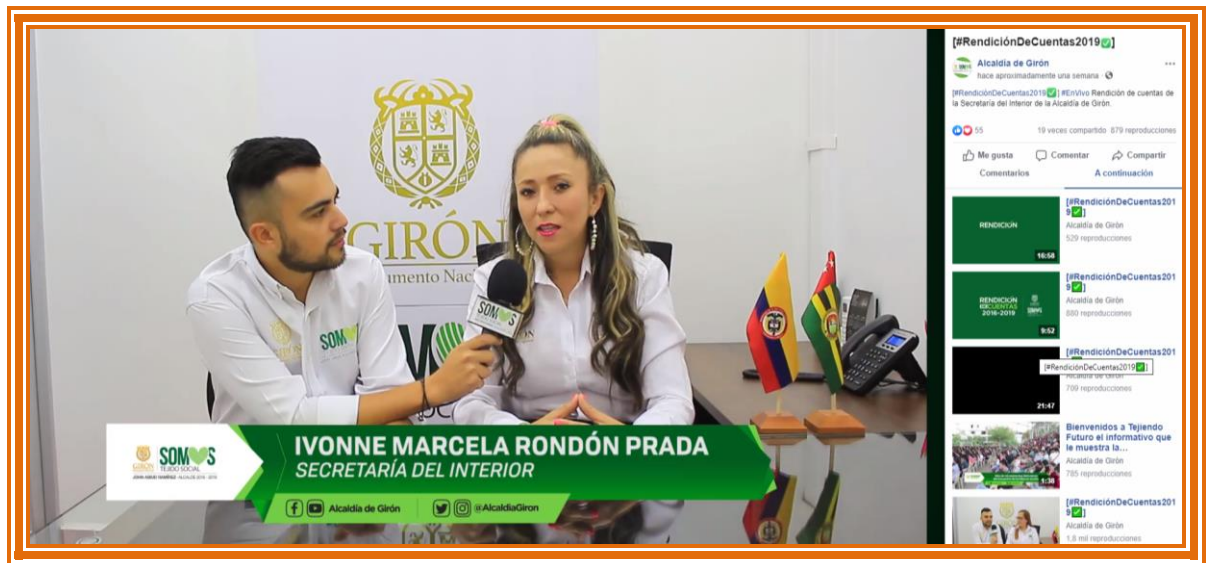 GIRÓN
SOM S
SOM
IVONNE MARCELA RONDÓN PRADA
SECRETARÍA DEL INTERIOR
GIRÓN
SOM S
TEJIDO SOCIAL
Alcaldía de Girón
@AlcaldiaGiron
[#RendiciónDeCuentas2019✅]
Alcaldía de Girón
hace aproximadamente una semana
[#RendiciónDeCuentas2019✅] #EnVivo Rendición de cuentas de
la Secretaría del Interior de la Alcaldía de Girón.
55
19 veces compartido 879 reproducciones
Me gusta
Comentar
Compartir
Comentarios
A continuación
RENDICIÓN
16:58
[#RendiciónDeCuentas201
9✅]
Alcaldía de Girón
529 reproducciones
RENDICIÓN
DE CUENTAS
2016-2019
9:52
[#RendiciónDeCuentas201
9✅]
Alcaldía de Girón
880 reproducciones
21:47
[#RendiciónDeCuentas201
[#RendiciónDeCuentas2019✅]
709 reproducciones
Bienvenidos a Tejiendo
Futuro el informativo que
le muestra la...
Alcaldía de Girón
785 reproducciones
[#RendiciónDeCuentas201
9✅]
Alcaldía de Girón
1,8 mil reproducciones